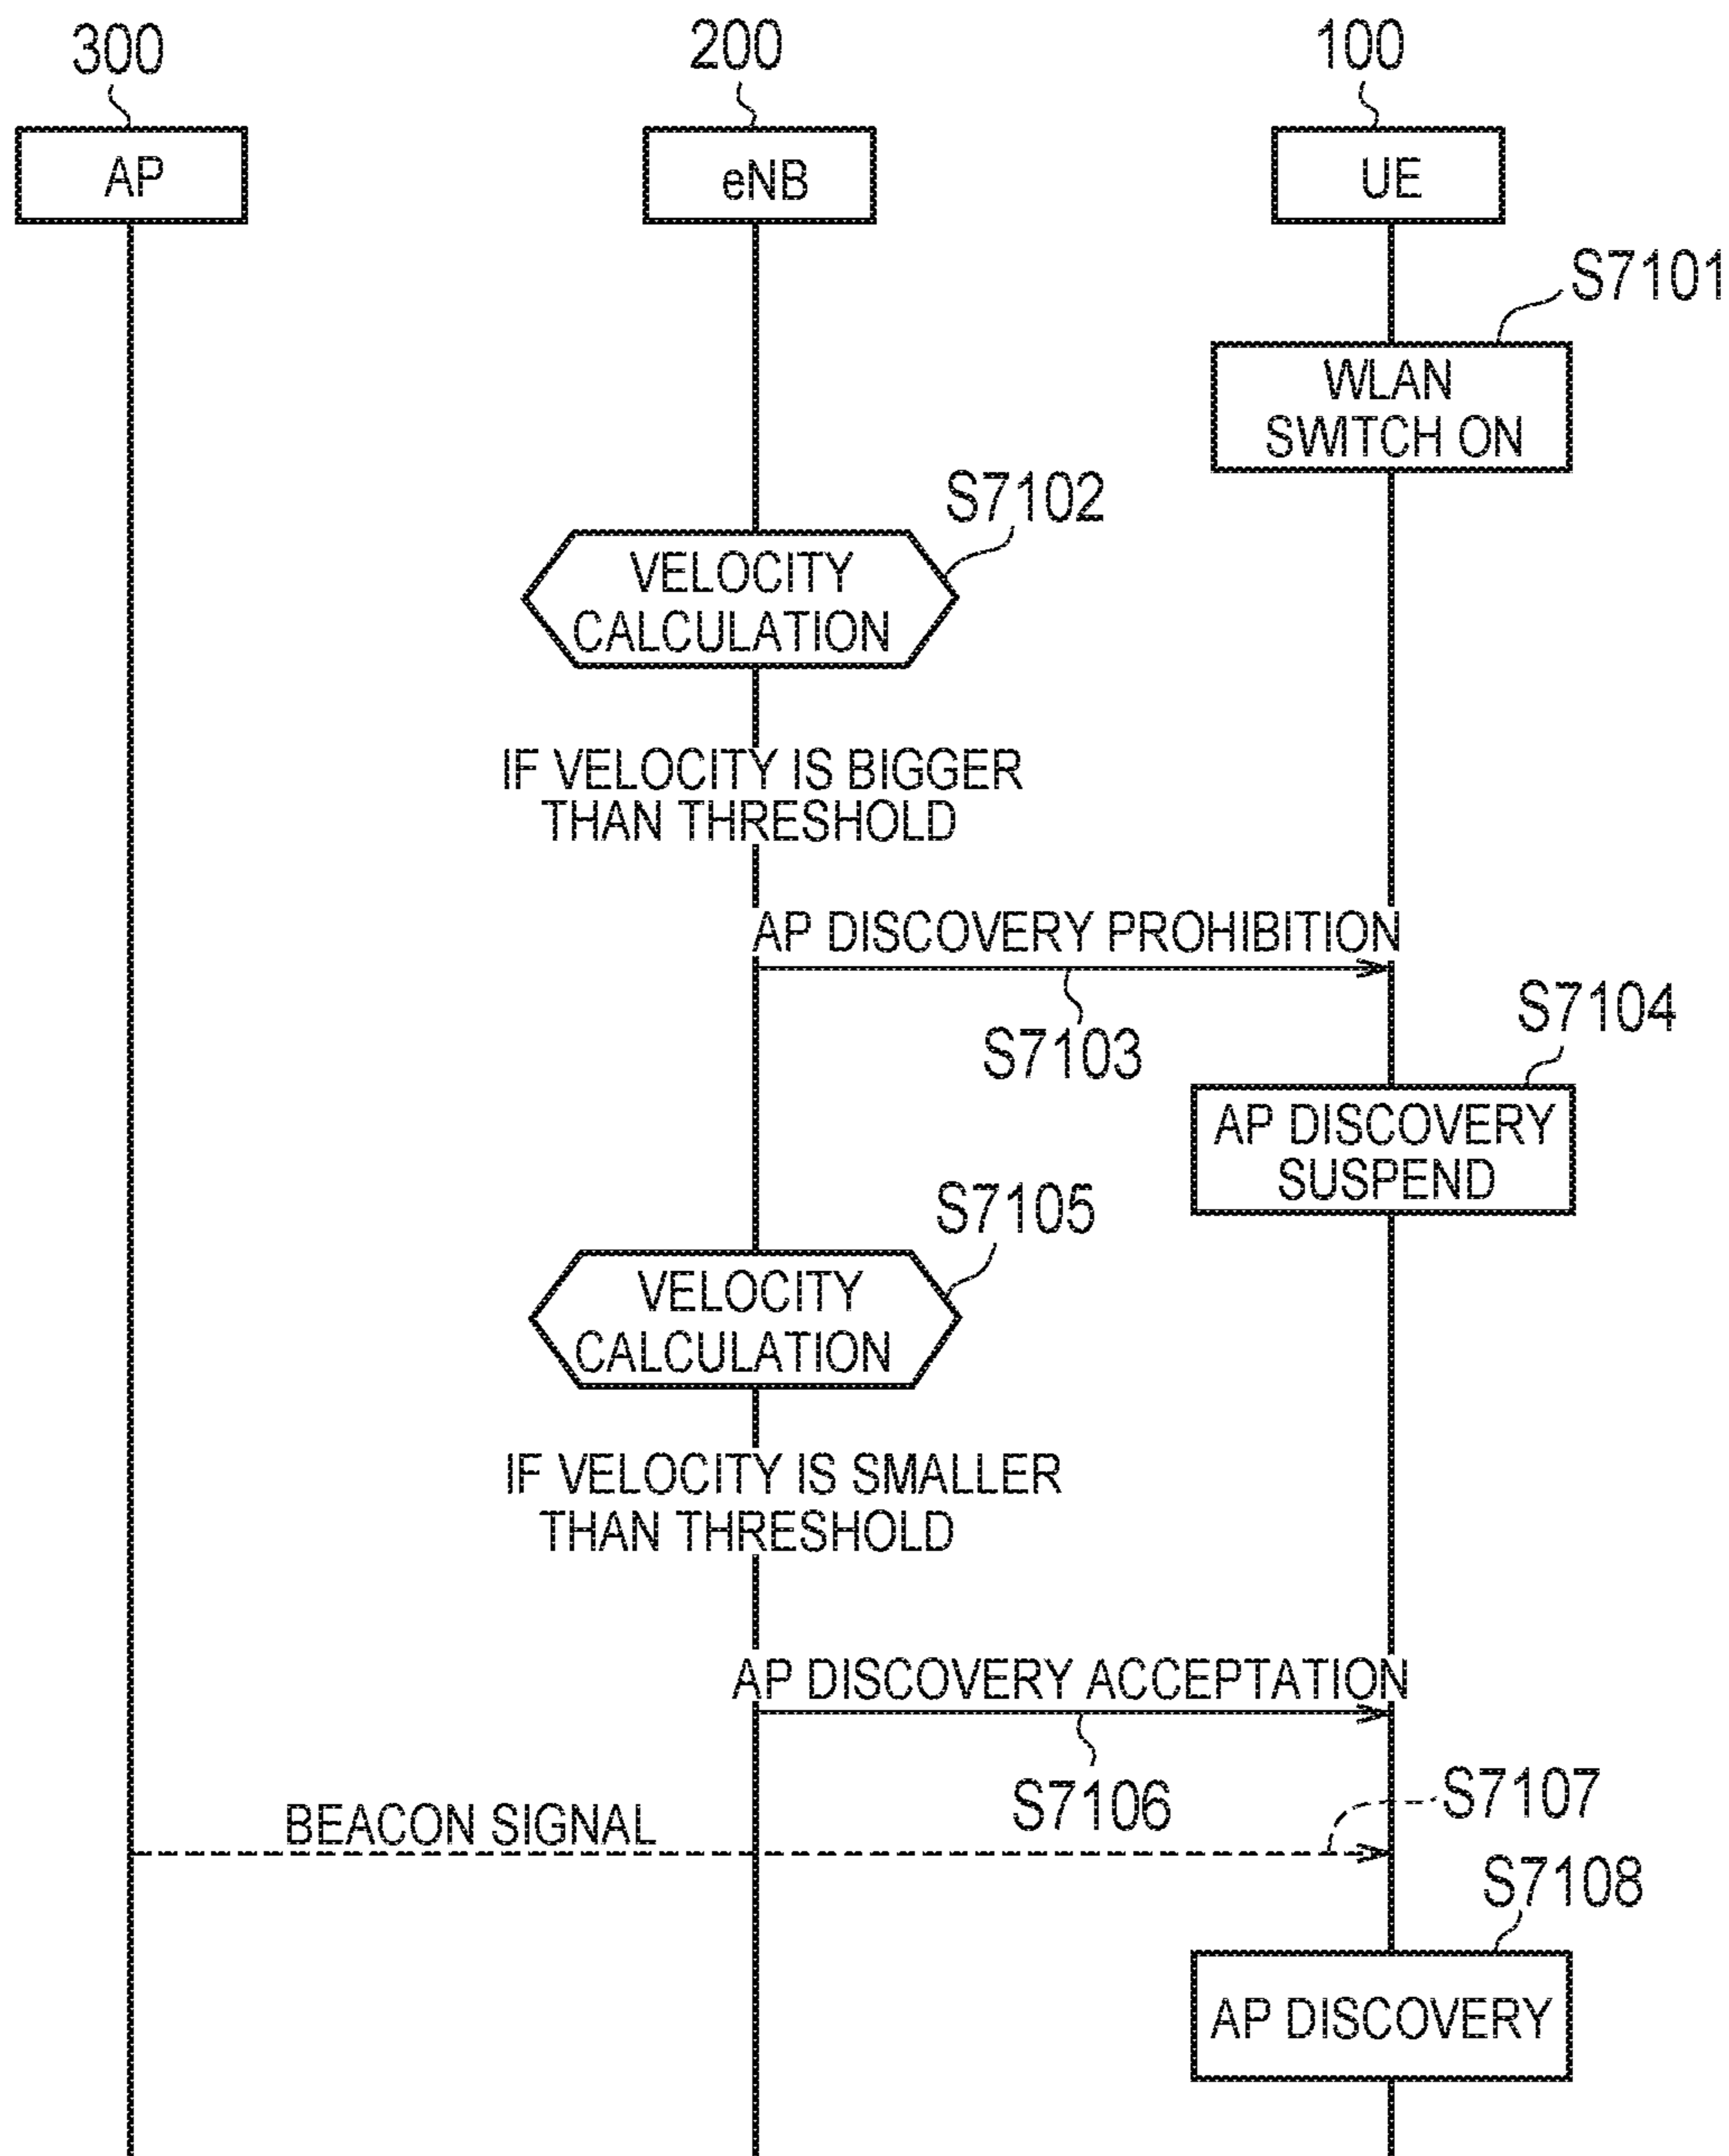 300
200
100
AP
eNB
UE
S7101
WLAN
SWITCH ON
S7102
VELOCITY
CALCULATION
IF VELOCITY IS BIGGER
THAN THRESHOLD
AP DISCOVERY PROHIBITION
S7103
S7104
AP DISCOVERY
SUSPEND
S7105
VELOCITY
CALCULATION
IF VELOCITY IS SMALLER
THAN THRESHOLD
AP DISCOVERY ACCEPTATION
S7106
S7107
BEACON SIGNAL
S7108
AP DISCOVERY